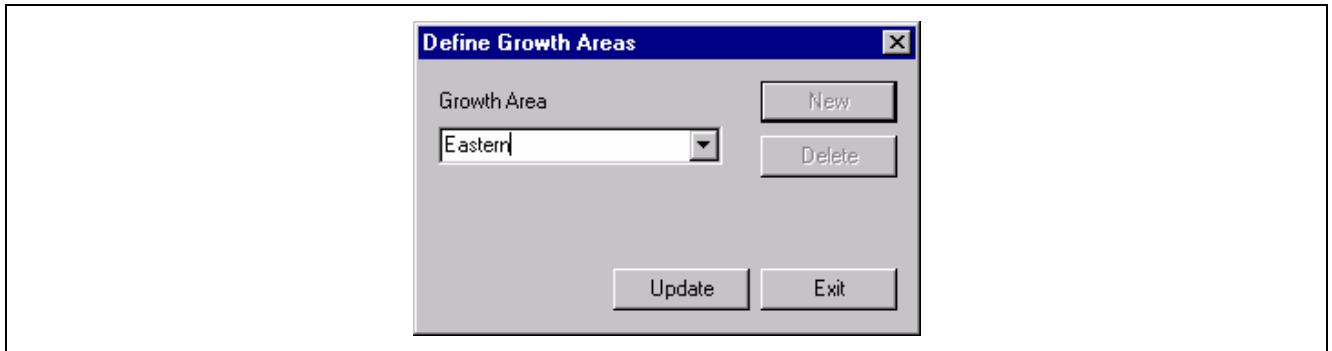 Define Growth Areas
Growth Area
New
Eastern
Delete
Update Exit